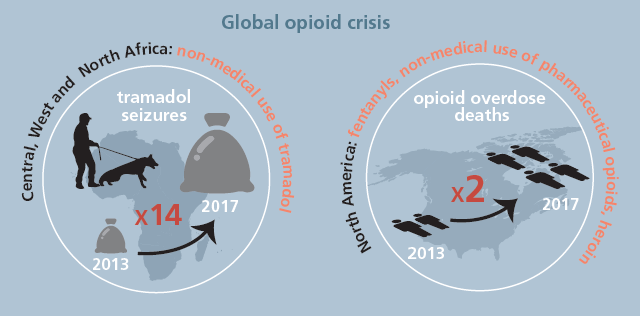 Global opioid crisis
Central, West and North Africa: non-medical use of tramadol
tramadol
seizures
x14
2013
2017
North America: fentanyls, non-medical use of pharmaceutical opioids, heroin
opioid overdose
deaths
x2
2013
2017